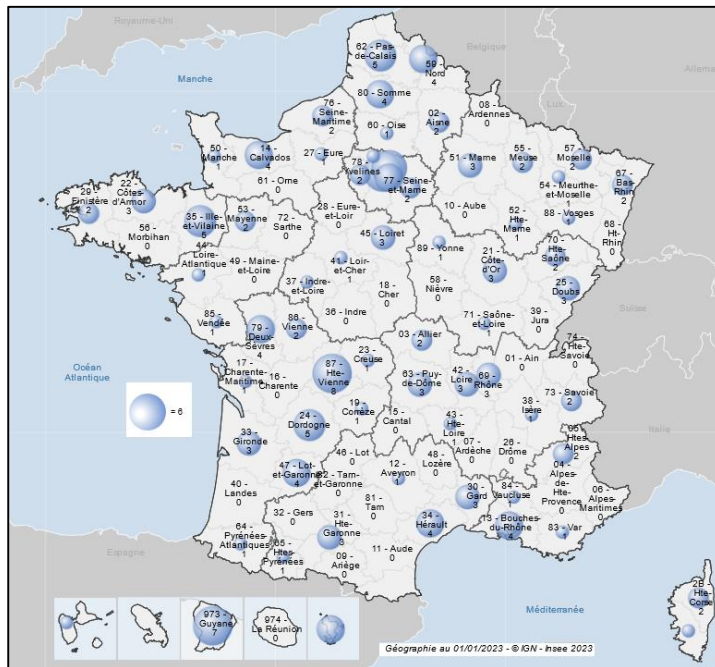 Royaume-Uni
Belgique
Allema
Lux
Manche
62 - Pas-
de-Calais
5
59 -
Nord
4
80 - Somme
4
02 -
Aisne
2
08 -
Ardennes
0
76 -
Seine-
Maritime
2
60 - Oise
1
50 -
Manche
1
14 -
Calvados
4
27 - Eure
1
61 - Orne
0
78 -
Yvelines
2
77 - Seine-
et-Marne
2
51 - Marne
3
55 -
Meuse
2
57 -
Moselle
2
54 - Meurthe-
et-Moselle
1
67 -
Bas-
Rhin
2
10 - Aube
0
52 -
Hte-
Marne
1
88 - Vosges
1
68 - Ht-
Rhin
0
29 -
Finistère
2
22 -
Côtes-
d'Armor
3
56 -
Morbihan
0
35 - Ille-
et-Vilaine
5
53 -
Mayenne
2
72 -
Sarthe
0
28 - Eure-
et-Loir
0
45 - Loiret
3
89 - Yonne
1
21 -
Côte-
d'Or
3
70 -
Hte-
Saône
2
25 -
Doubs
3
44 -
Loire-
Atlantique
1
49 - Maine-
et-Loire
0
37 - Indre-
et-Loire
1
41 - Loir-
et-Cher
1
18 -
Cher
0
58 -
Nièvre
0
36 - Indre
0
39 -
Jura
0
71 -
Saône-et-
Loire
1
Suisse
85 -
Vendée
1
79 -
Deux-
Sèvres
4
86 -
Vienne
2
03 - Allier
2
23 -
Creuse
1
87 -
Hte-
Vienne
8
17 -
Charente-
Maritime
1
16 -
Charente
0
63 - Puy-
de-Dôme
3
42 -
Loire
3
69 -
Rhône
3
01 - Ain
0
74 -
Hte-
Savoie
0
73 - Savoie
2
38 -
Isère
1
Océan
Atlantique
= 6
19 -
Corrèze
1
24 -
Dordogne
5
15 -
Cantal
0
43 -
Hte-
Loire
1
07 -
Ardèche
0
26 -
Drôme
0
05 -
Htes-
Alpes
2
Italie
33 -
Gironde
3
47 - Lot-
et-Garonne
4
46 - Lot
0
82 - Tarn-
et-Garonne
0
12 -
Aveyron
1
48 -
Lozère
0
30 -
Gard
3
84 -
Vaucluse
1
04 -
Alpes-
de-Hte-
Provence
0
06 -
Alpes-
Maritimes
0
40 -
Landes
0
32 - Gers
0
31 -
Hte-
Garonne
3
81 -
Tarn
0
34 -
Hérault
4
13 - Bouches-
du-Rhône
4
83 - Var
1
64 -
Pyrénées-
Atlantiques
1
65 -
Htes-
Pyrénées
1
09 -
Ariège
0
11 - Aude
0
Espagne
Méditerranée
2B - Hte-
Corse
2
973 -
Guyane
7
974 -
La Réunion
0
Géographie au 01/01/2023 - © IGN - Insee 2023